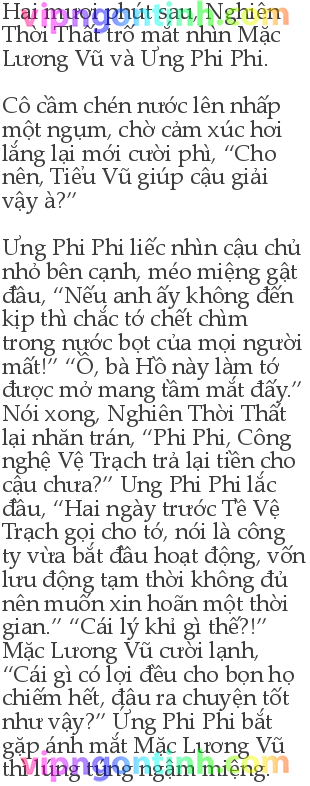 Hai mươi phút sau, Nghiên
vipngontinh.com
Thời Thất trố mắt nhìn Mặc
Lương Vũ và Ưng Phi Phi.
Cô cầm chén nước lên nhấp
một ngụm, chờ cảm xúc hơi
lắng lại mới cười phì, “Cho
nên, Tiểu Vũ giúp cậu giải
vậy à?”
Ưng Phi Phi liếc nhìn cậu chủ
nhỏ bên cạnh, méo miệng gật
đầu, “Nếu anh ấy không đến
kịp thì chắc tớ chết chìm
trong nước bọt của mọi người
mất!” “Ồ, bà Hồ này làm tớ
được mở mang tầm mắt đấy.”
Nói xong, Nghiên Thời Thất
lại nhăn trán, “Phi Phi, Công
nghệ Vệ Trạch trả lại tiền cho
cậu chưa?” Ưng Phi Phi lắc
đầu, “Hai ngày trước Tề Vệ
Trạch gọi cho tớ, nói là công
ty vừa bắt đầu hoạt động, vốn
lưu động tạm thời không đủ
nên muốn xin hoãn một thời
gian.” “Cái lý khỉ gì thế?!”
Mặc Lương Vũ cười lạnh,
“Cái gì có lợi đều cho bọn họ
chiếm hết, đâu ra chuyện tốt
như vậy?” Ưng Phi Phi bắt
gặp ánh mắt Mặc Lương Vũ
thì lúng túng ngậm miệng.
vipngontinh.com